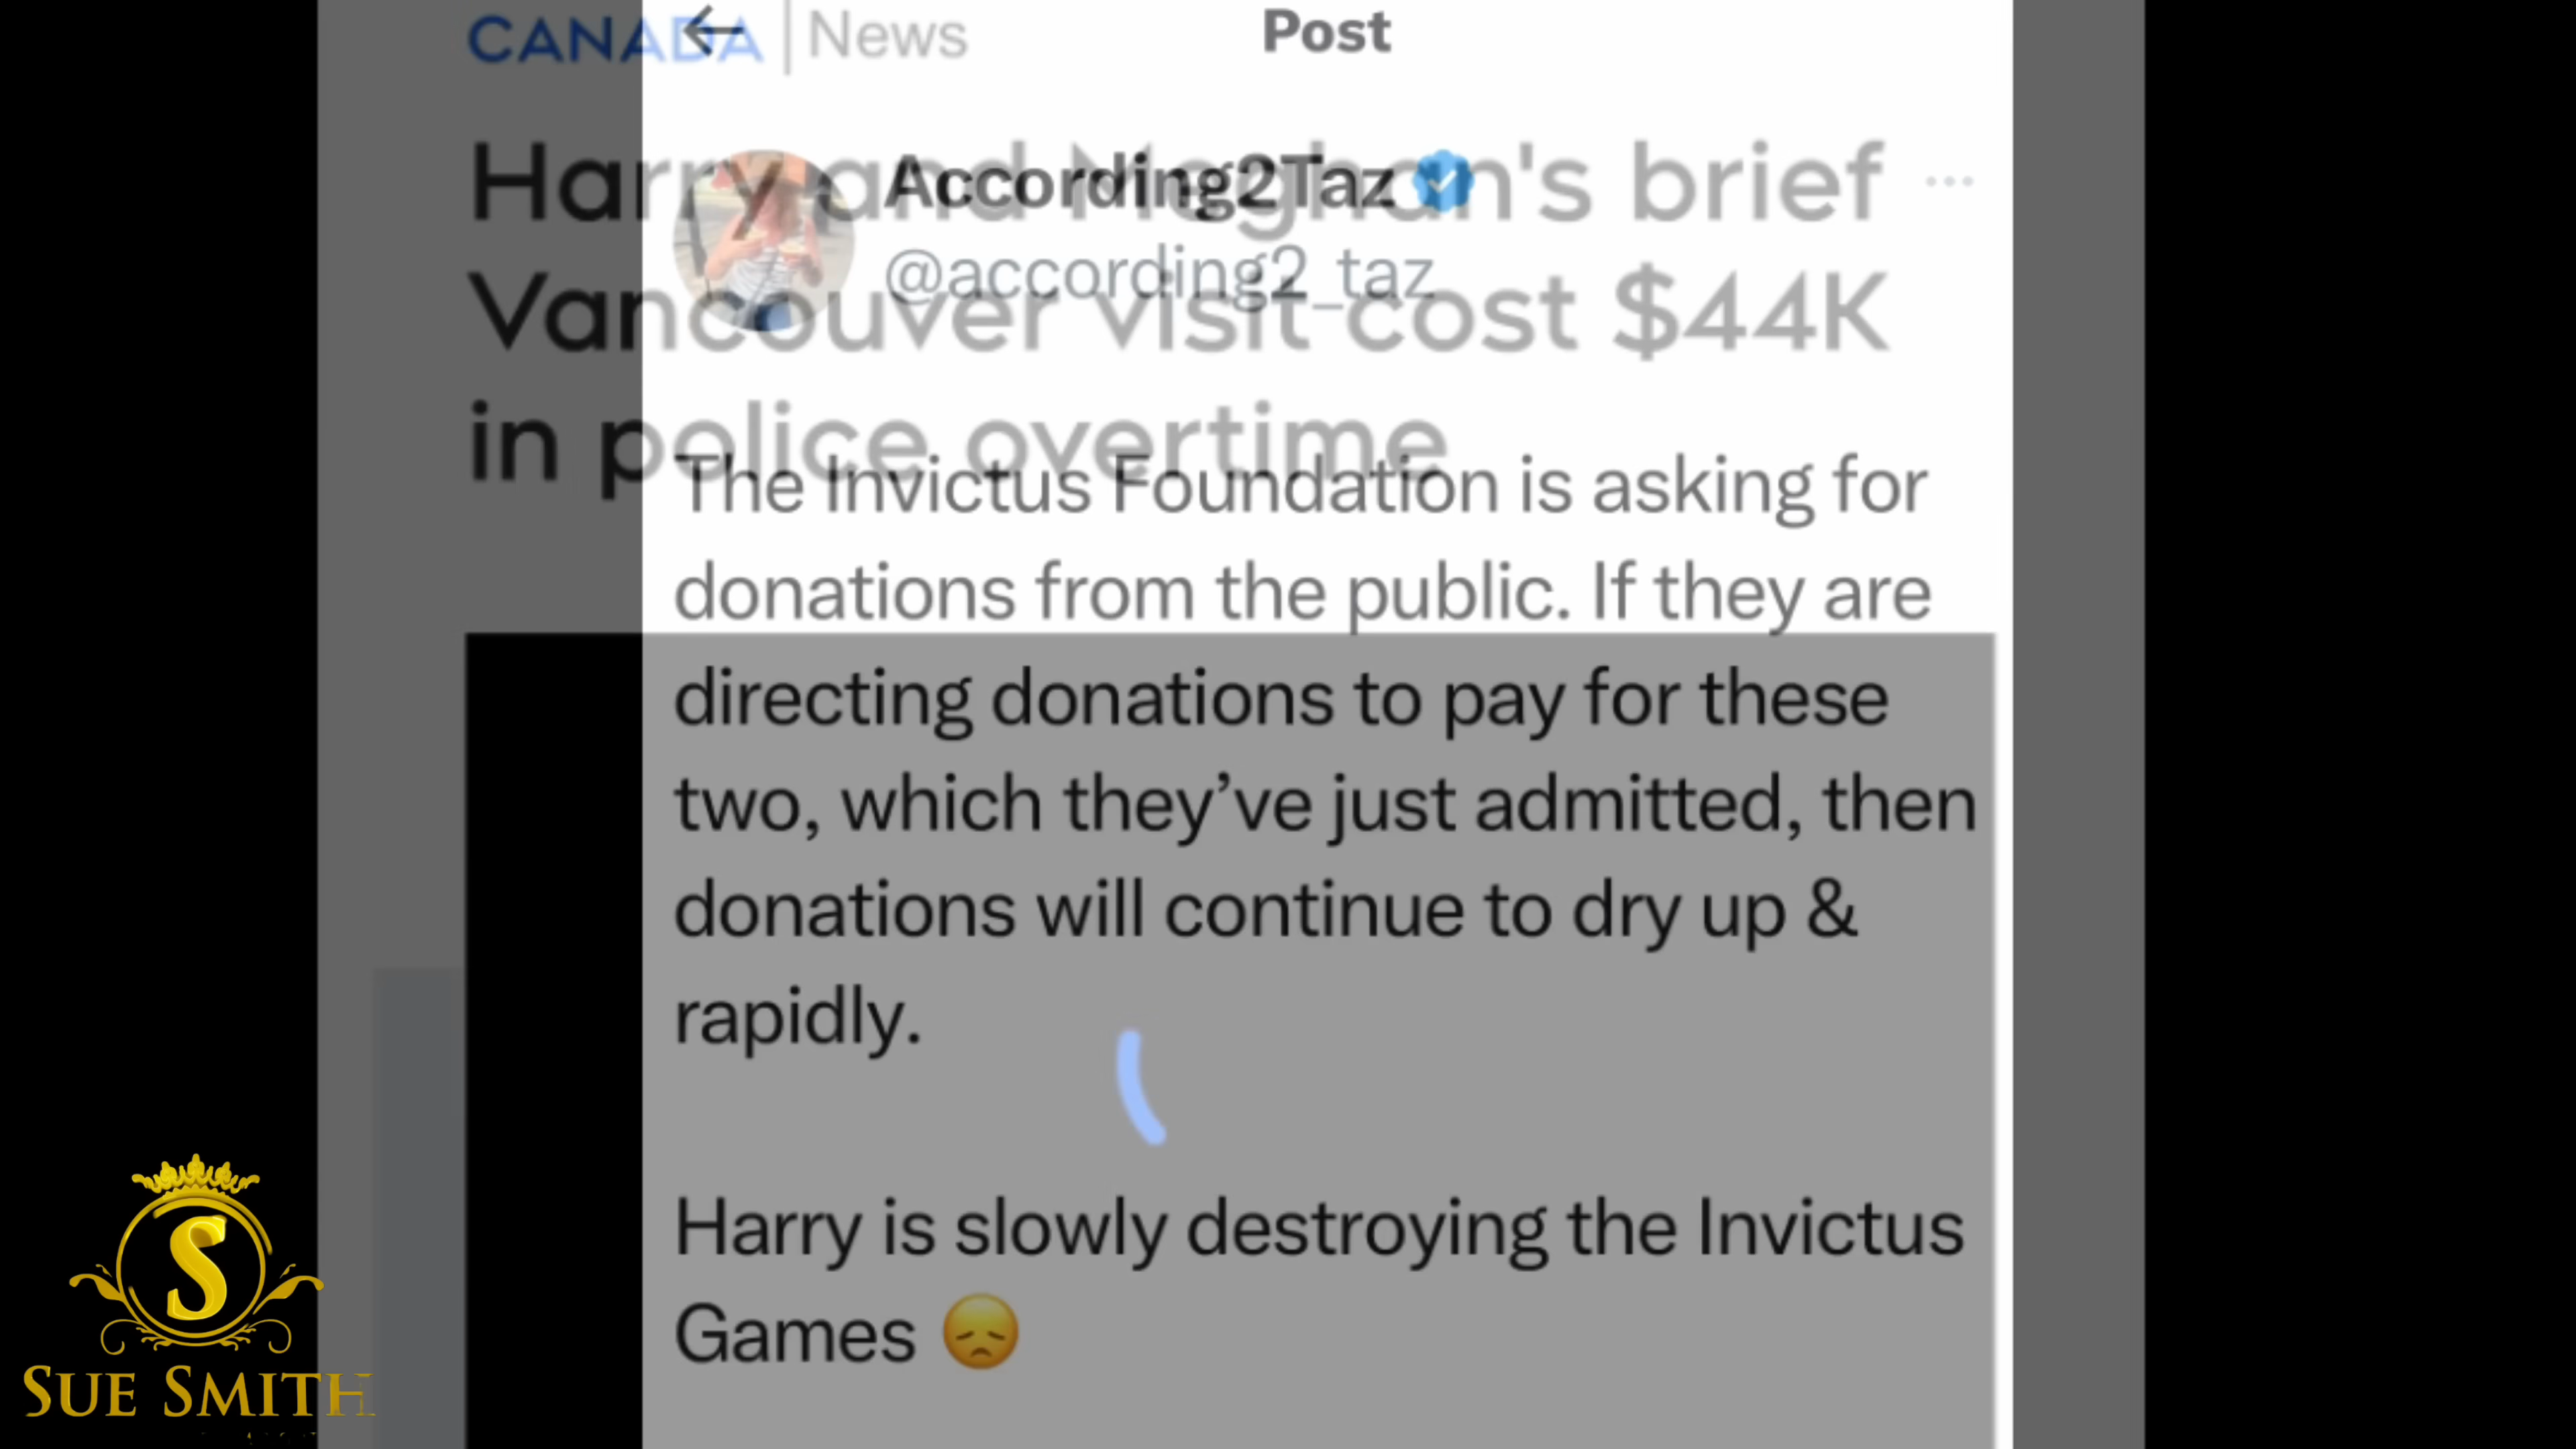 CANADA | News
Harry and Meghan's brief
Vancouver visit cost $44K
in police overtime
Post
According2Taz
@according2_taz
The Invictus Foundation is asking for
donations from the public. If they are
directing donations to pay for these
two, which they’ve just admitted, then
donations will continue to dry up &
rapidly.
Harry is slowly destroying the Invictus
Games 😞
S
SUE SMITH